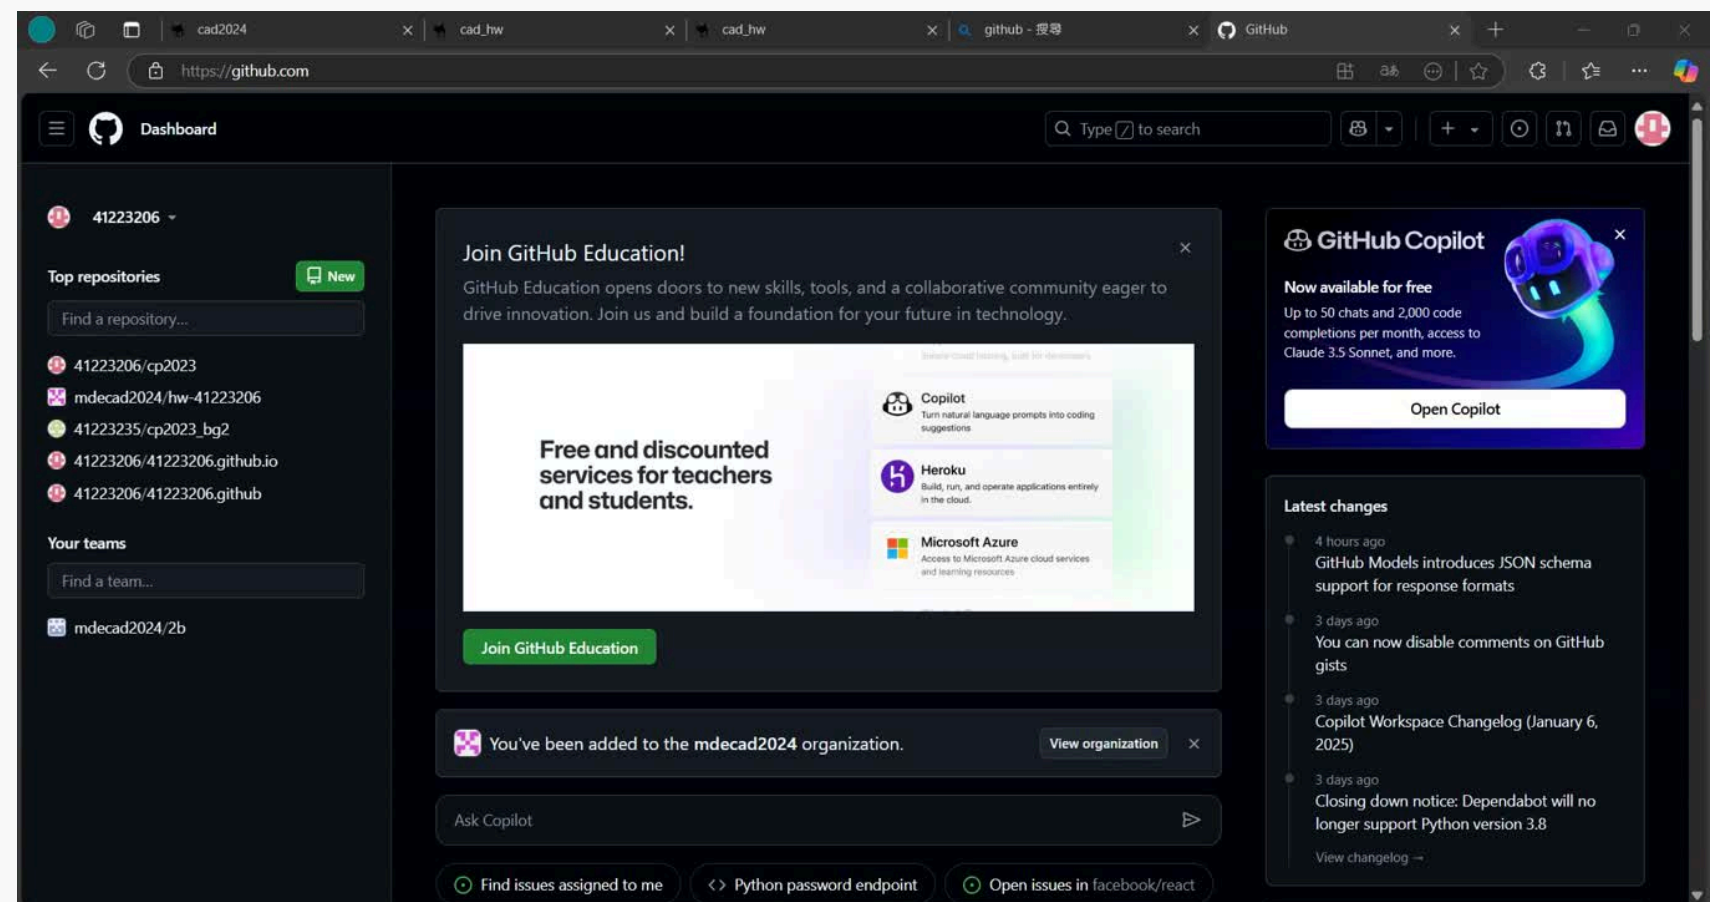 cad2024
cad_hw
cad_hw
github - 搜尋
GitHub
https://github.com
Dashboard
Type / to search
41223206
Top repositories
New
Find a repository...
41223206/cp2023
mdecad2024/hw-41223206
41223235/cp2023_bg2
41223206/41223206.github.io
41223206/41223206.github
Your teams
Find a team...
mdecad2024/2b
Join GitHub Education!
GitHub Education opens doors to new skills, tools, and a collaborative community eager to
drive innovation. Join us and build a foundation for your future in technology.
Free and discounted
services for teachers
and students.
Copilot
Turn natural language prompts into coding
suggestions
Heroku
Build, run, and operate applications entirely
in the cloud.
Microsoft Azure
Access to Microsoft Azure cloud services
and learning resources
Join GitHub Education
You've been added to the mdecad2024 organization.
View organization
Ask Copilot
Find issues assigned to me
Python password endpoint
Open issues in facebook/react
GitHub Copilot
Now available for free
Up to 50 chats and 2,000 code
completions per month, access to
Claude 3.5 Sonnet, and more.
Open Copilot
Latest changes
4 hours ago
GitHub Models introduces JSON schema
support for response formats
3 days ago
You can now disable comments on GitHub
gists
3 days ago
Copilot Workspace Changelog (January 6,
2025)
3 days ago
Closing down notice: Dependabot will no
longer support Python version 3.8
View changelog →